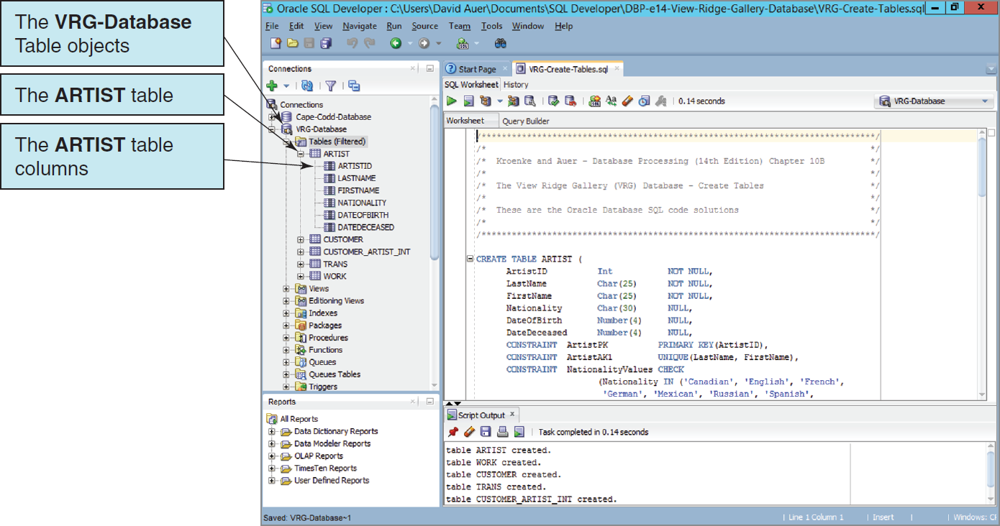 The VRG-Database
Table objects
The ARTIST table
The ARTIST table
columns
Oracle SQL Developer : C:\Users\David Auer\Documents\SQL Developer\DBP-e14-View-Ridge-Gallery-Database\VRG-Create-Tables.sql
File Edit View Navigate Run Source Team Tools Window Help
Connections
Connections
Cape-Codd-Database
VRG-Database
Tables (Filtered)
ARTIST
ARTISTID
LASTNAME
FIRSTNAME
NATIONALITY
DATEOFBIRTH
DATEDECEASED
CUSTOMER
CUSTOMER_ARTIST_INT
TRANS
WORK
Views
Editioning Views
Indexes
Packages
Procedures
Functions
Queues
Queues Tables
Triggers
Reports
All Reports
Data Dictionary Reports
Data Modeler Reports
OLAP Reports
TimesTen Reports
User Defined Reports
Start Page VRG-Create-Tables.sql
SQL Worksheet History
0.14 seconds VRG-Database
Worksheet Query Builder
/******************************************************************************/
/* */
/* Kroenke and Auer - Database Processing (14th Edition) Chapter 10B */
/* */
/* The View Ridge Gallery (VRG) Database - Create Tables */
/* */
/* These are the Oracle Database SQL code solutions */
/* */
/******************************************************************************/
CREATE TABLE ARTIST (
ArtistID Int NOT NULL,
LastName Char(25) NOT NULL,
FirstName Char(25) NOT NULL,
Nationality Char(30) NULL,
DateOfBirth Number(4) NULL,
DateDeceased Number(4) NULL,
CONSTRAINT ArtistPK PRIMARY KEY(ArtistID),
CONSTRAINT ArtistAK1 UNIQUE(LastName, FirstName),
CONSTRAINT NationalityValues CHECK
(Nationality IN ('Canadian', 'English', 'French',
'German', 'Mexican', 'Russian', 'Spanish',
Script Output
Task completed in 0.14 seconds
table ARTIST created.
table WORK created.
table CUSTOMER created.
table TRANS created.
table CUSTOMER_ARTIST_INT created.
Saved: VRG-Database~1 Line 1 Column 1 Insert Windows: CF